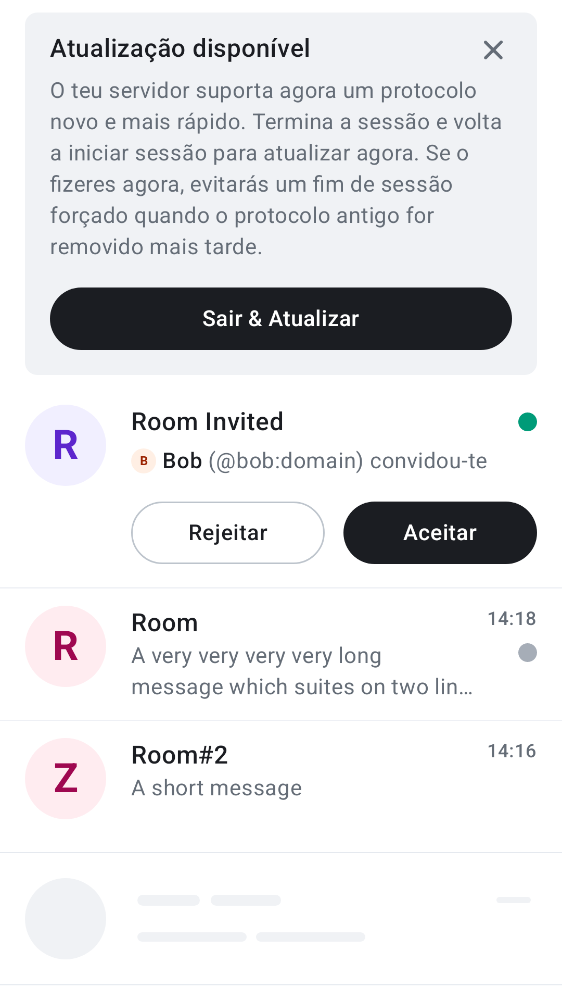 Atualização disponível
O teu servidor suporta agora um protocolo
novo e mais rápido. Termina a sessão e volta
a iniciar sessão para atualizar agora. Se o
fizeres agora, evitarás um fim de sessão
forçado quando o protocolo antigo for
removido mais tarde.
Sair & Atualizar
R
Room Invited
B Bob (@bob:domain) convidou-te
Rejeitar Aceitar
R
Room 14:18
A very very very very long
message which suites on two lin…
Z
Room#2 14:16
A short message